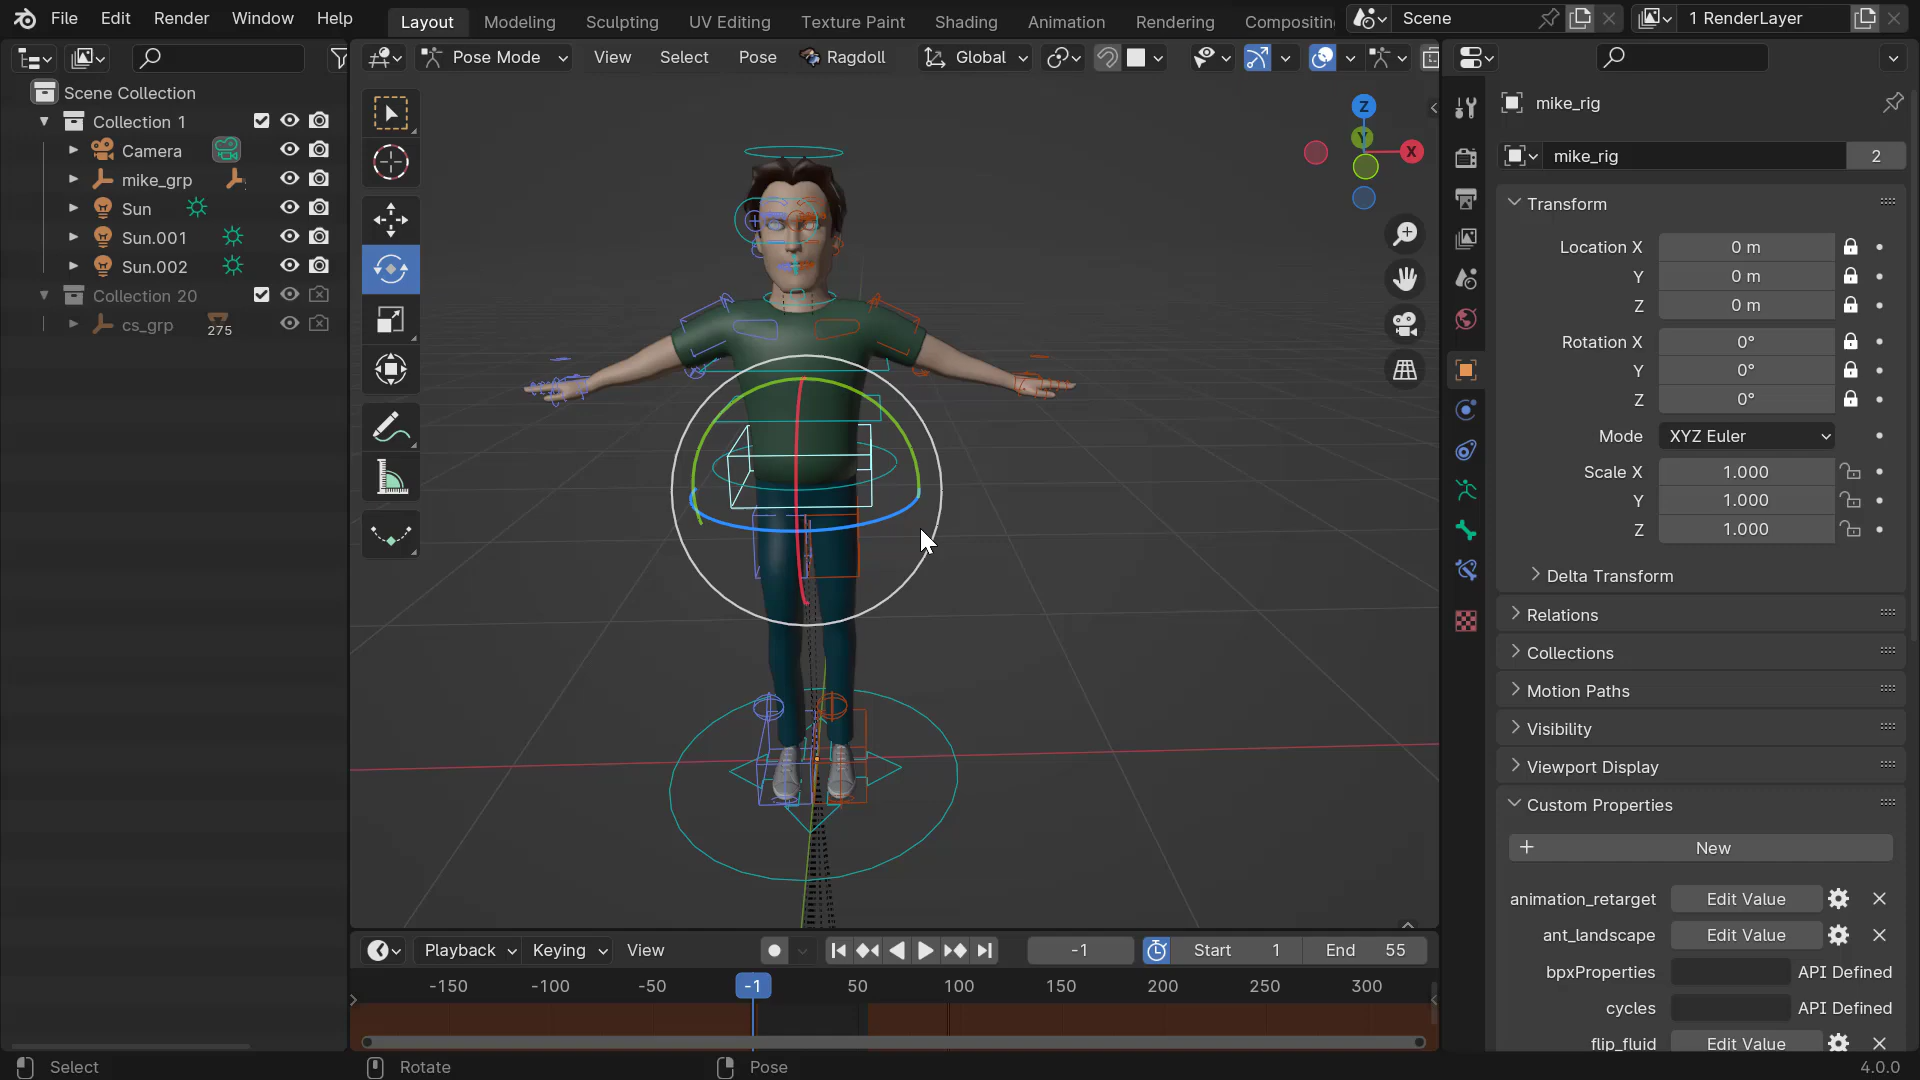 File Edit Render Window Help Layout Modeling Sculpting UV Editing Texture Paint Shading Animation Rendering Compositin Scene 1 RenderLayer
Pose Mode View Select Pose Ragdoll Global
Scene Collection
Collection 1
Camera
mike_grp
Sun
Sun.001
Sun.002
Collection 20
cs_grp 275
Z
Y
X
mike_rig
mike_rig 2
Transform
Location X 0 m
Y 0 m
Z 0 m
Rotation X 0°
Y 0°
Z 0°
Mode XYZ Euler
Scale X 1.000
Y 1.000
Z 1.000
Delta Transform
Relations
Collections
Motion Paths
Visibility
Viewport Display
Custom Properties
New
animation_retarget Edit Value
ant_landscape Edit Value
bpxProperties API Defined
cycles API Defined
flip_fluid Edit Value
Playback Keying View -1 Start 1 End 55
-150 -100 -50 -1 50 100 150 200 250 300
Select Rotate Pose 4.0.0